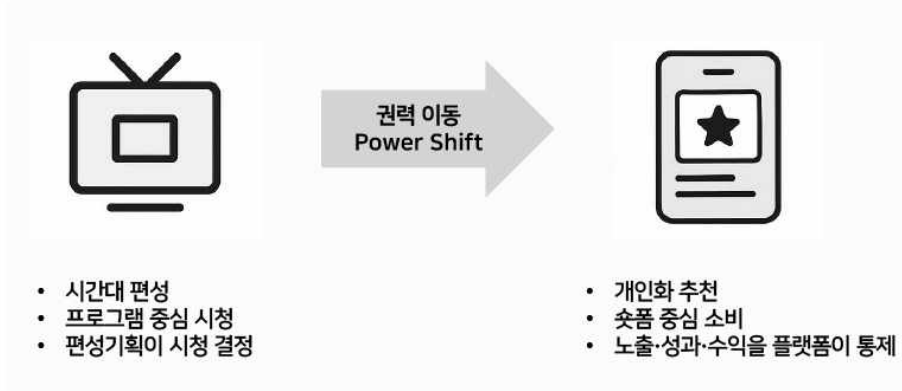 권력 이동
Power Shift
• 시간대 편성
• 프로그램 중심 시청
• 편성기획이 시청 결정
• 개인화 추천
• 숏폼 중심 소비
• 노출·성과·수익을 플랫폼이 통제